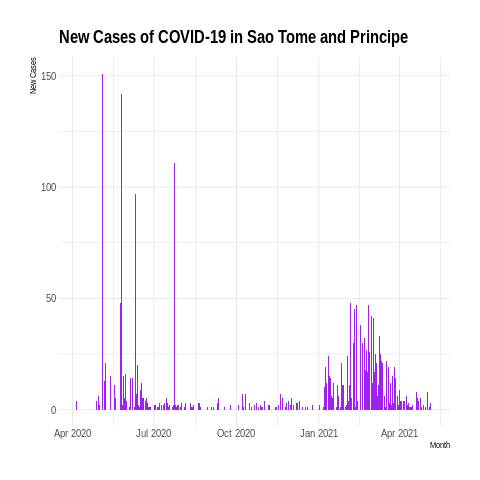 New Cases of COVID-19 in Sao Tome and Principe
New Cases
150
100
50
0
Apr 2020
Jul 2020
Oct 2020
Jan 2021
Apr 2021
Month